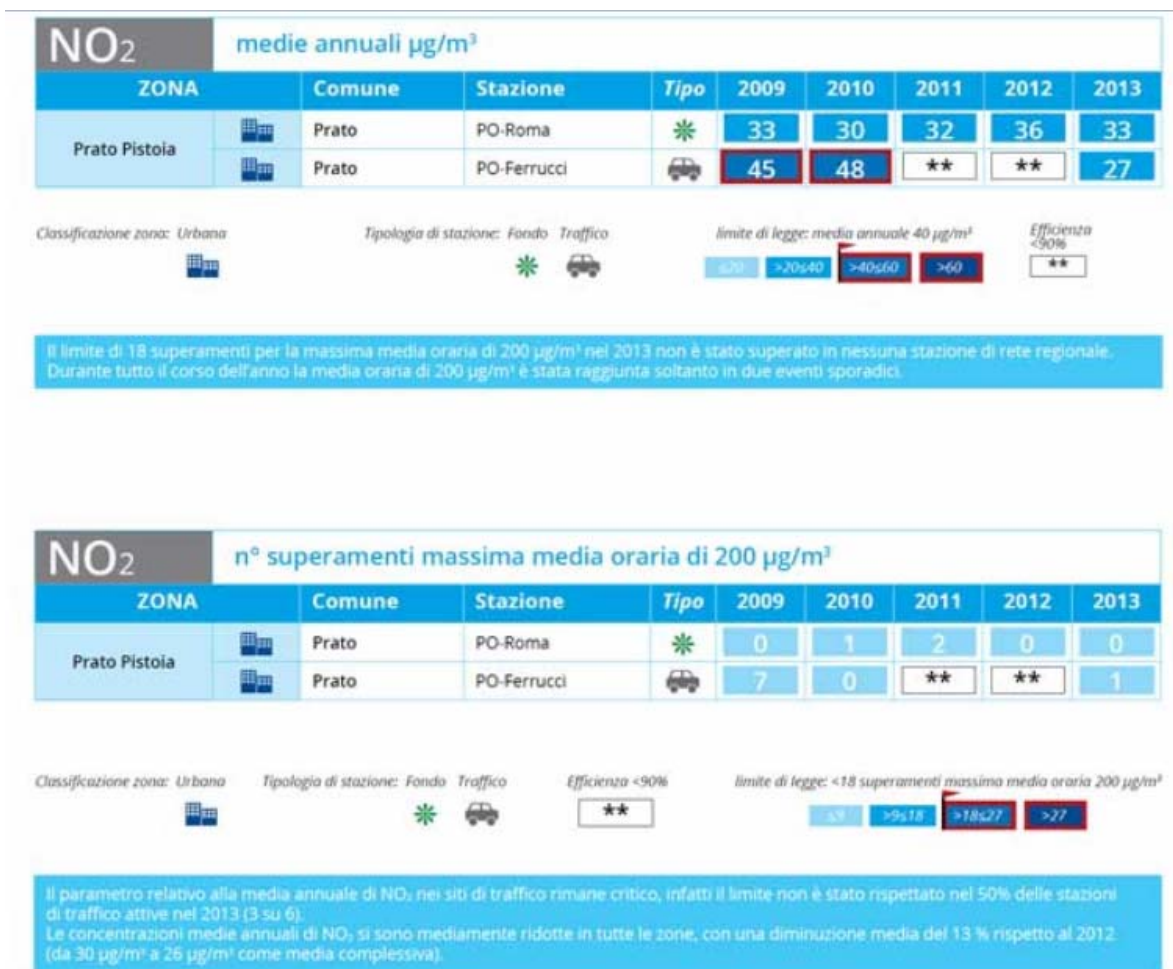 NO₂ medie annuali µg/m³
ZONA Comune Stazione Tipo 2009 2010 2011 2012 2013
Prato Pistoia
Prato PO-Roma 33 30 32 36 33
Prato PO-Ferrucci 45 48 ** ** 27
Classificazione zona: Urbana Tipologia di stazione: Fondo Traffico limite di legge: media annuale 40 µg/m³ Efficienza <90%
≤20 >20≤40 >40≤60 >60 **
Il limite di 18 superamenti per la massima media oraria di 200 µg/m³ nel 2013 non è stato superato in nessuna stazione di rete regionale.
Durante tutto il corso dell'anno la media oraria di 200 µg/m³ è stata raggiunta soltanto in due eventi sporadici.
NO₂ n° superamenti massima media oraria di 200 µg/m³
ZONA Comune Stazione Tipo 2009 2010 2011 2012 2013
Prato Pistoia
Prato PO-Roma 0 1 2 0 0
Prato PO-Ferrucci 7 0 ** ** 1
Classificazione zona: Urbana Tipologia di stazione: Fondo Traffico Efficienza <90% limite di legge: <18 superamenti massima media oraria 200 µg/m³
** ≤9 >9≤18 >18≤27 >27
Il parametro relativo alla media annuale di NO₂ nei siti di traffico rimane critico, infatti il limite non è stato rispettato nel 50% delle stazioni
di traffico attive nel 2013 (3 su 6).
Le concentrazioni medie annuali di NO₂ si sono mediamente ridotte in tutte le zone, con una diminuzione media del 13 % rispetto al 2012
(da 30 µg/m³ a 26 µg/m³ come media complessiva).